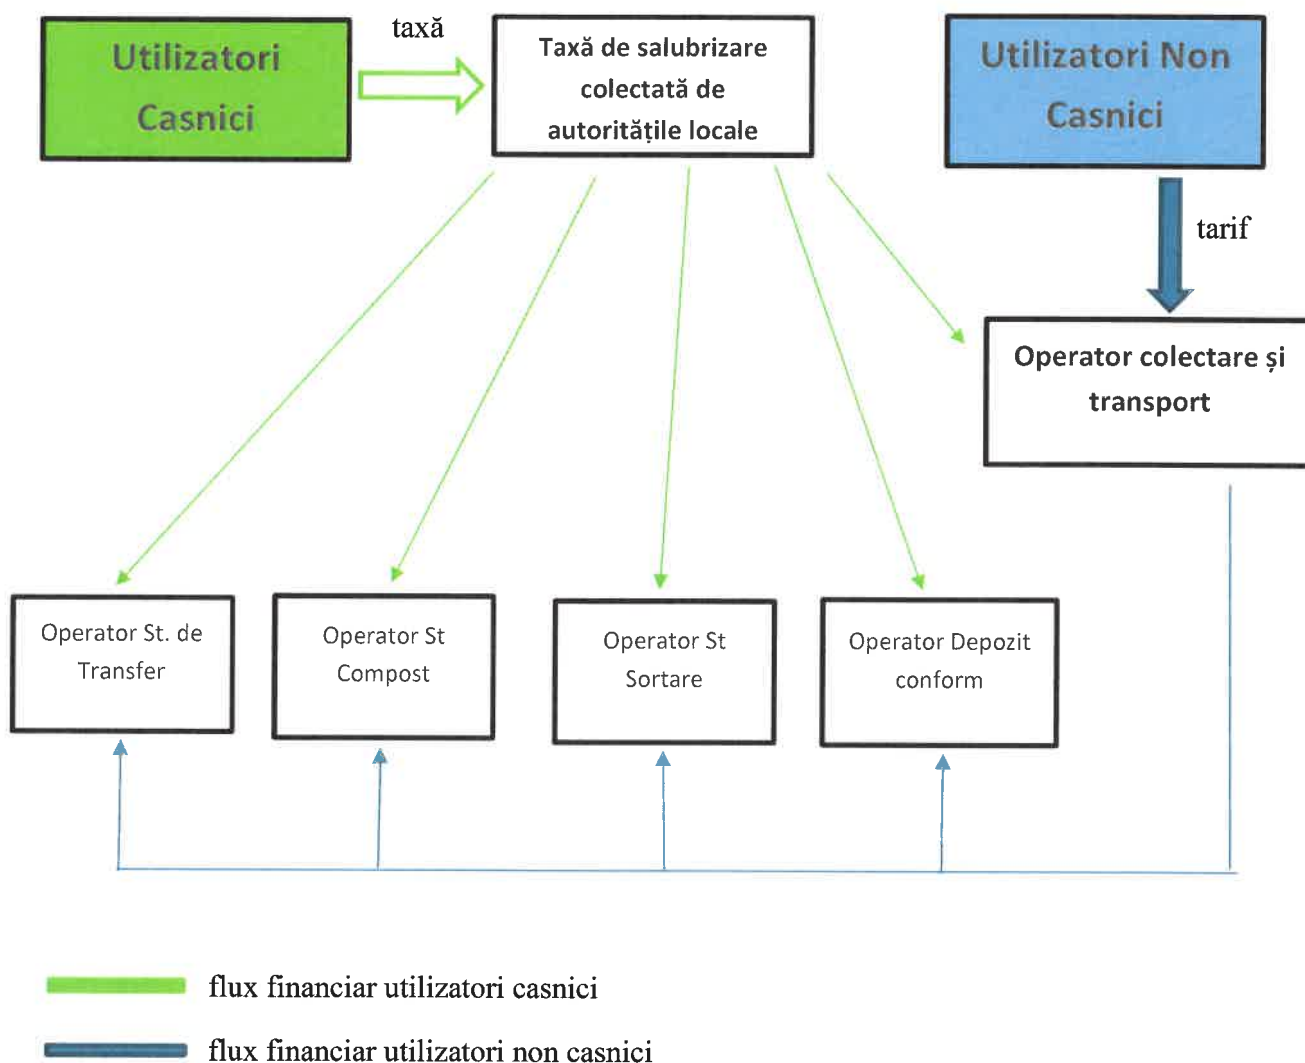 Utilizatori
Casnici
taxă
Taxă de salubrizare
colectată de
autoritățile locale
Utilizatori Non
Casnici
tarif
Operator colectare și
transport
Operator St. de
Transfer
Operator St
Compost
Operator St
Sortare
Operator Depozit
conform
flux financiar utilizatori casnici
flux financiar utilizatori non casnici